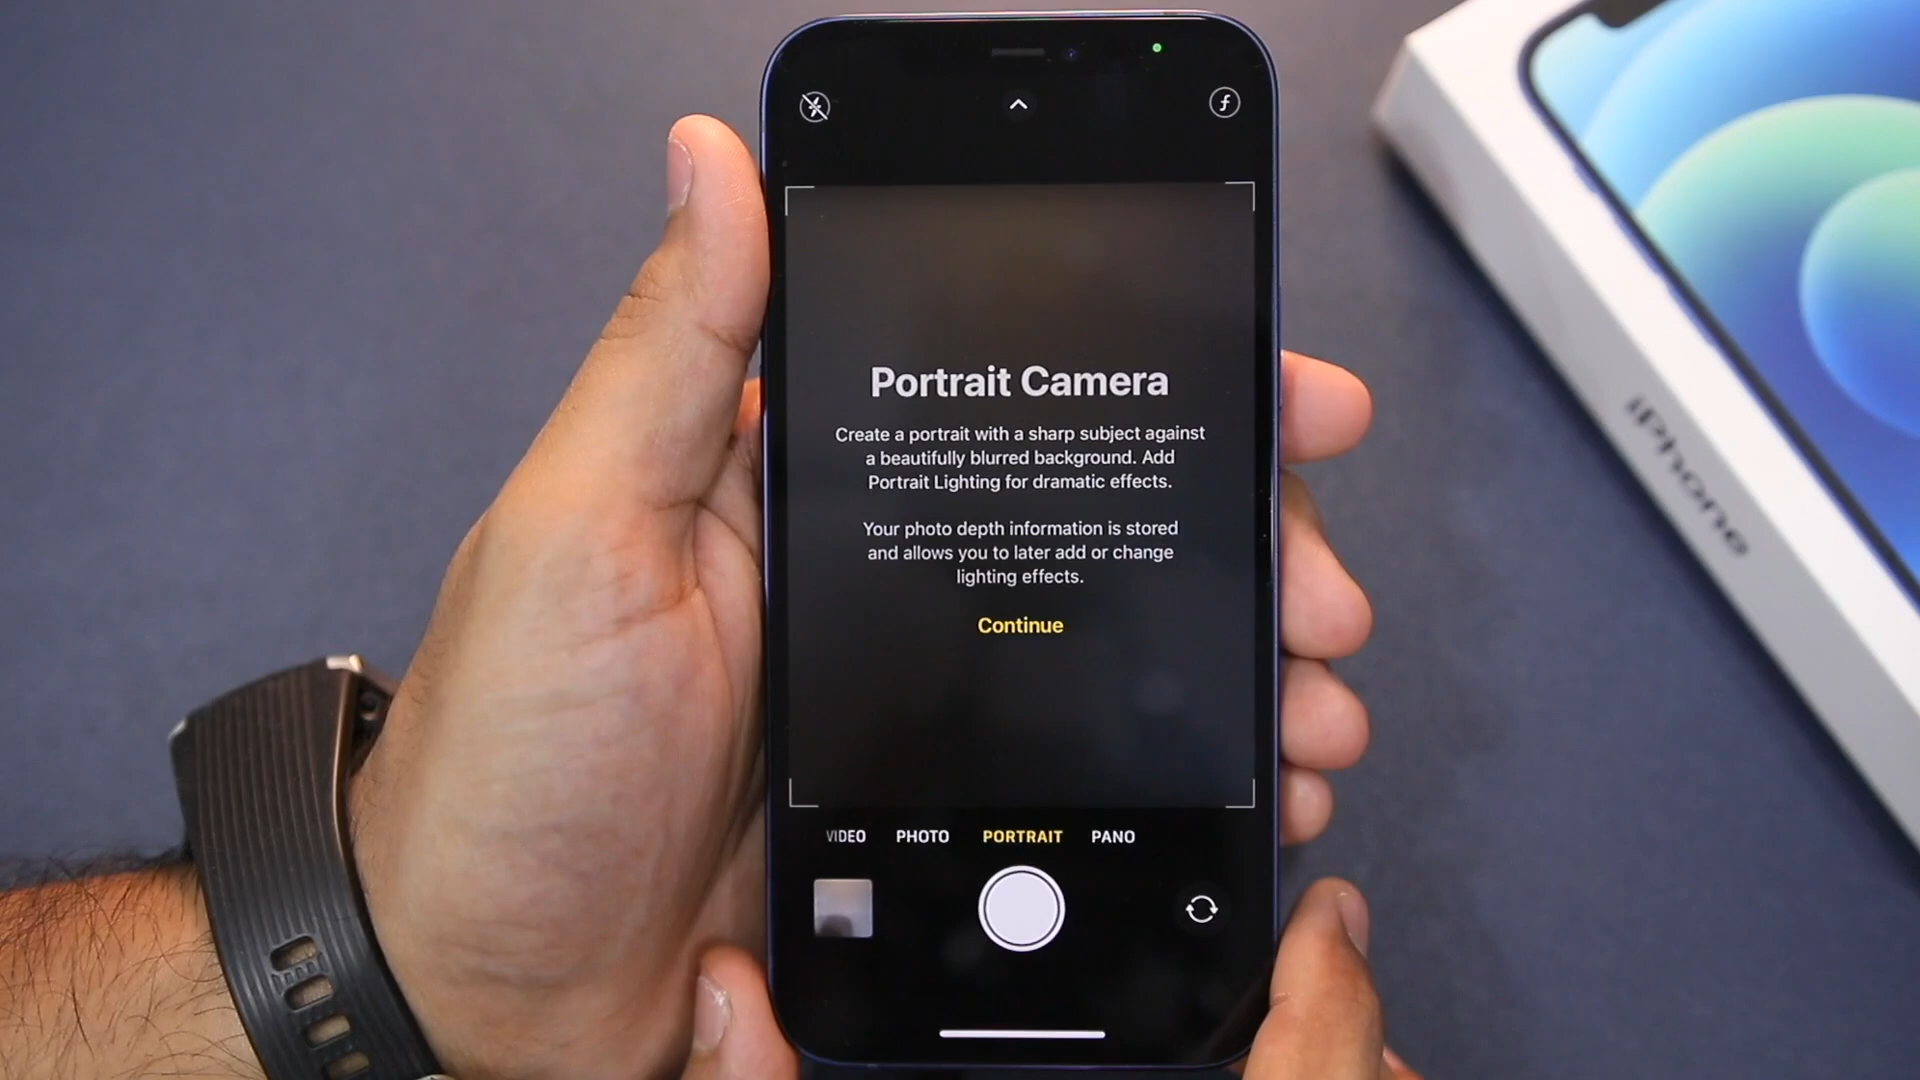 f
Portrait Camera
Create a portrait with a sharp subject against
a beautifully blurred background. Add
Portrait Lighting for dramatic effects.
Your photo depth information is stored
and allows you to later add or change
lighting effects.
Continue
VIDEO PHOTO PORTRAIT PANO
iPhone